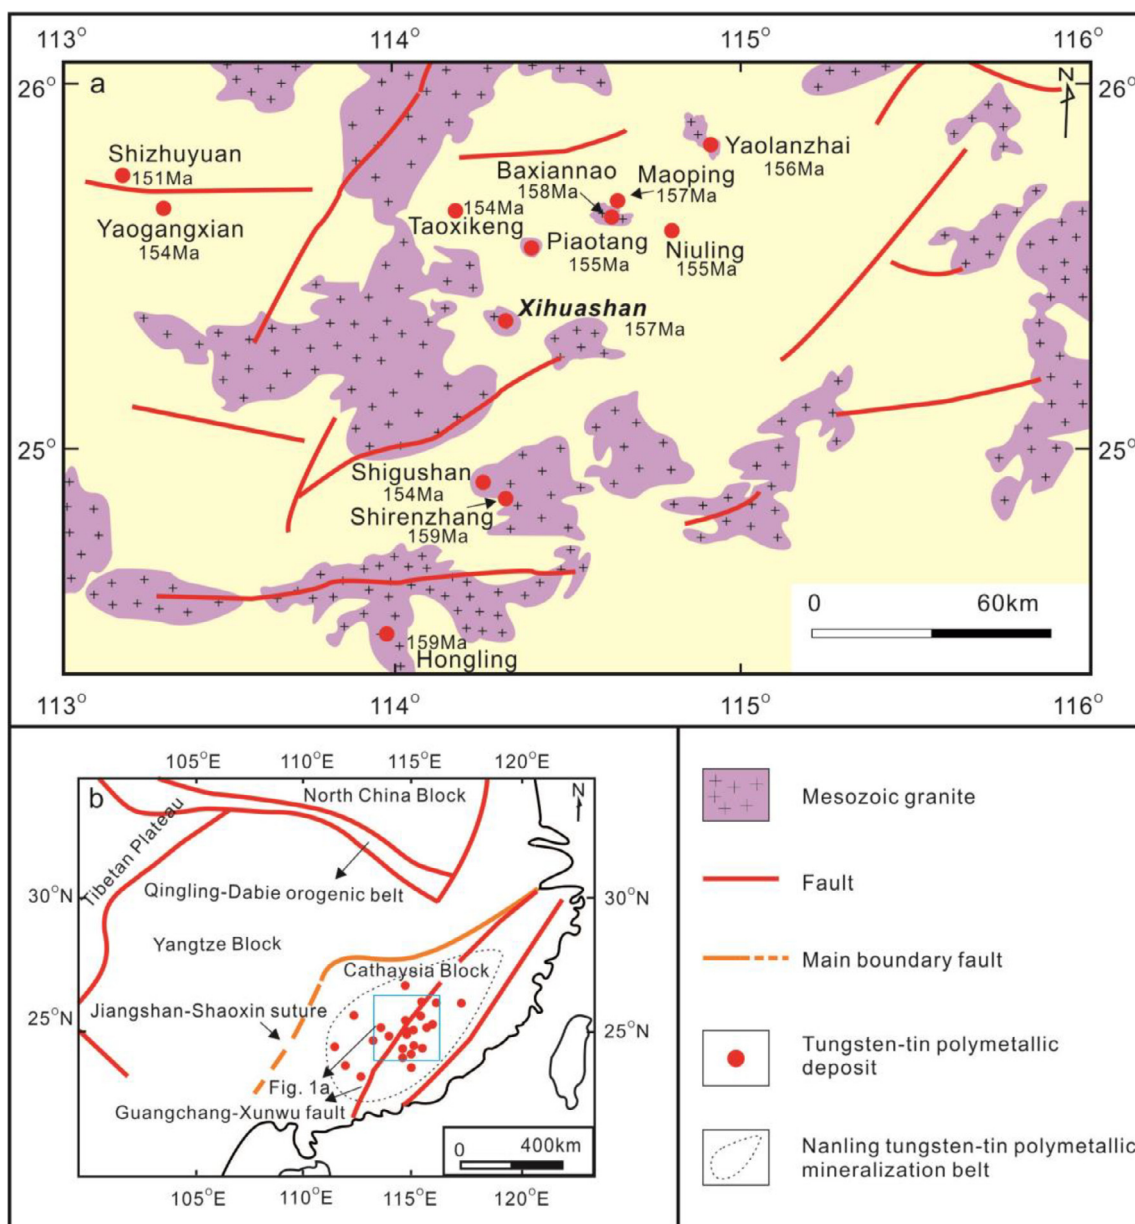 113°
114°
115°
116°
a
N
26°
26°
Shizhuyuan
151Ma
Yaogangxian
154Ma
154Ma
Taoxikeng
Baxiannao
158Ma
Maoping
157Ma
Yaolanzhai
156Ma
Piaotang
155Ma
Niuling
155Ma
Xihuashan
157Ma
25°
25°
Shigushan
154Ma
Shirenzhang
159Ma
159Ma
Hongling
0
60km
113°
114°
115°
116°
105°E
110°E
115°E
120°E
b
N
North China Block
Tibetan Plateau
Qingling-Dabie orogenic belt
30°N
30°N
Yangtze Block
Cathaysia Block
Jiangshan-Shaoxin suture
25°N
25°N
Fig. 1a
Guangchang-Xunwu fault
0
400km
105°E
110°E
115°E
120°E
Mesozoic granite
Fault
Main boundary fault
Tungsten-tin polymetallic
deposit
Nanling tungsten-tin polymetallic
mineralization belt